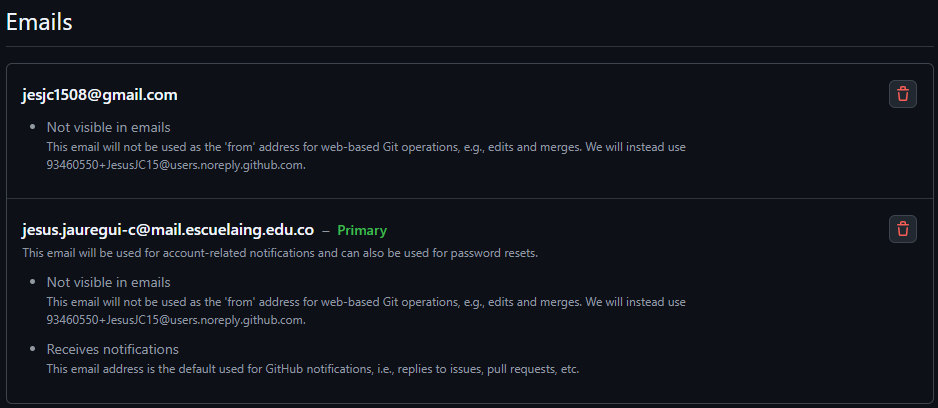 Emails
jesjc1508@gmail.com
Not visible in emails
This email will not be used as the 'from' address for web-based Git operations, e.g., edits and merges. We will instead use
93460550+JesusJC15@users.noreply.github.com.
jesus.jauregui-c@mail.escuelaing.edu.co – Primary
This email will be used for account-related notifications and can also be used for password resets.
Not visible in emails
This email will not be used as the 'from' address for web-based Git operations, e.g., edits and merges. We will instead use
93460550+JesusJC15@users.noreply.github.com.
Receives notifications
This email address is the default used for GitHub notifications, i.e., replies to issues, pull requests, etc.